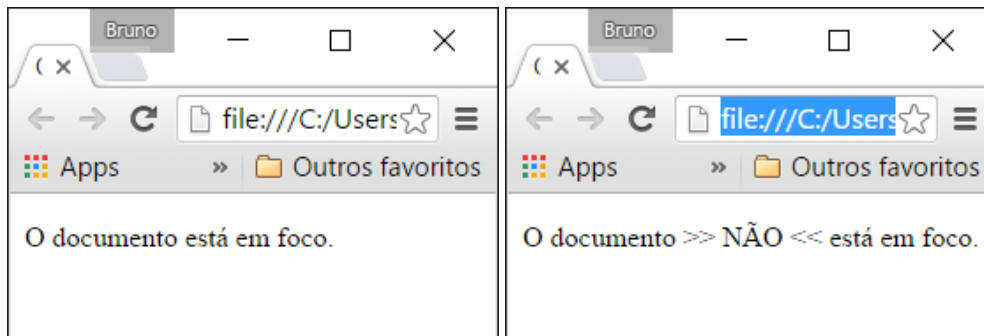 Bruno
(
file:///C:/Users
Apps » Outros favoritos
O documento está em foco.
Bruno
(
file:///C:/Users
Apps » Outros favoritos
O documento >> NÃO << está em foco.